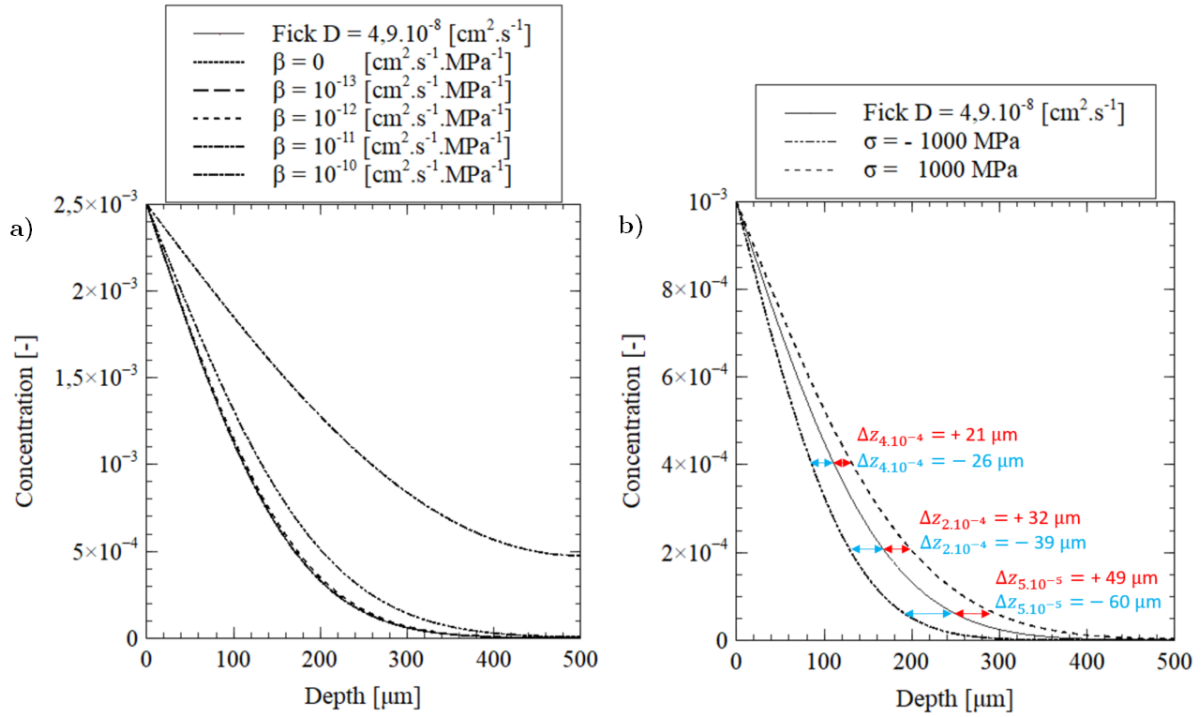 Fick D = 4,9.10⁻⁸ [cm².s⁻¹]
β = 0 [cm².s⁻¹.MPa⁻¹]
β = 10⁻¹³ [cm².s⁻¹.MPa⁻¹]
β = 10⁻¹² [cm².s⁻¹.MPa⁻¹]
β = 10⁻¹¹ [cm².s⁻¹.MPa⁻¹]
β = 10⁻¹⁰ [cm².s⁻¹.MPa⁻¹]
a)
2,5×10⁻³
2×10⁻³
1,5×10⁻³
10⁻³
5×10⁻⁴
0
Concentration [-]
0 100 200 300 400 500
Depth [µm]
Fick D = 4,9.10⁻⁸ [cm².s⁻¹]
σ = - 1000 MPa
σ = 1000 MPa
b)
10⁻³
8×10⁻⁴
6×10⁻⁴
4×10⁻⁴
2×10⁻⁴
0
Concentration [-]
Δz₄.₁₀⁻⁴ = + 21 µm
Δz₄.₁₀⁻⁴ = − 26 µm
Δz₂.₁₀⁻⁴ = + 32 µm
Δz₂.₁₀⁻⁴ = − 39 µm
Δz₅.₁₀⁻⁵ = + 49 µm
Δz₅.₁₀⁻⁵ = − 60 µm
0 100 200 300 400 500
Depth [µm]